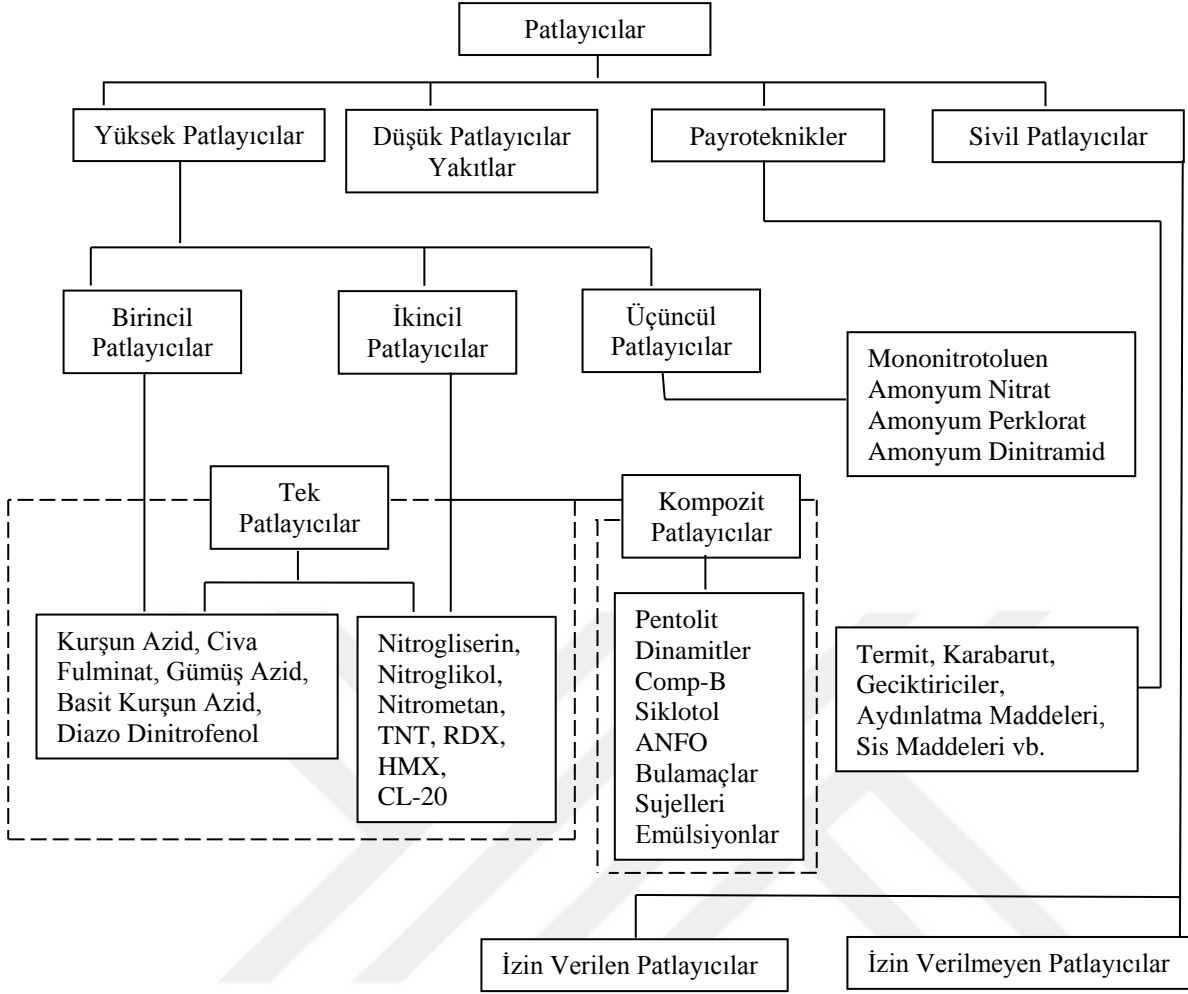 Patlayıcılar
Yüksek Patlayıcılar
Düşük Patlayıcılar
Yakıtlar
Payroteknikler
Sivil Patlayıcılar
Birincil
Patlayıcılar
İkincil
Patlayıcılar
Üçüncül
Patlayıcılar
Mononitrotoluen
Amonyum Nitrat
Amonyum Perklorat
Amonyum Dinitramid
Tek
Patlayıcılar
Kompozit
Patlayıcılar
Kurşun Azid, Civa
Fulminat, Gümüş Azid,
Basit Kurşun Azid,
Diazo Dinitrofenol
Nitrogliserin,
Nitroglikol,
Nitrometan,
TNT, RDX,
HMX,
CL-20
Pentolit
Dinamitler
Comp-B
Siklotol
ANFO
Bulamaçlar
Sujelleri
Emülsiyonlar
Termit, Karabarut,
Geciktiriciler,
Aydınlatma Maddeleri,
Sis Maddeleri vb.
İzin Verilen Patlayıcılar
İzin Verilmeyen Patlayıcılar